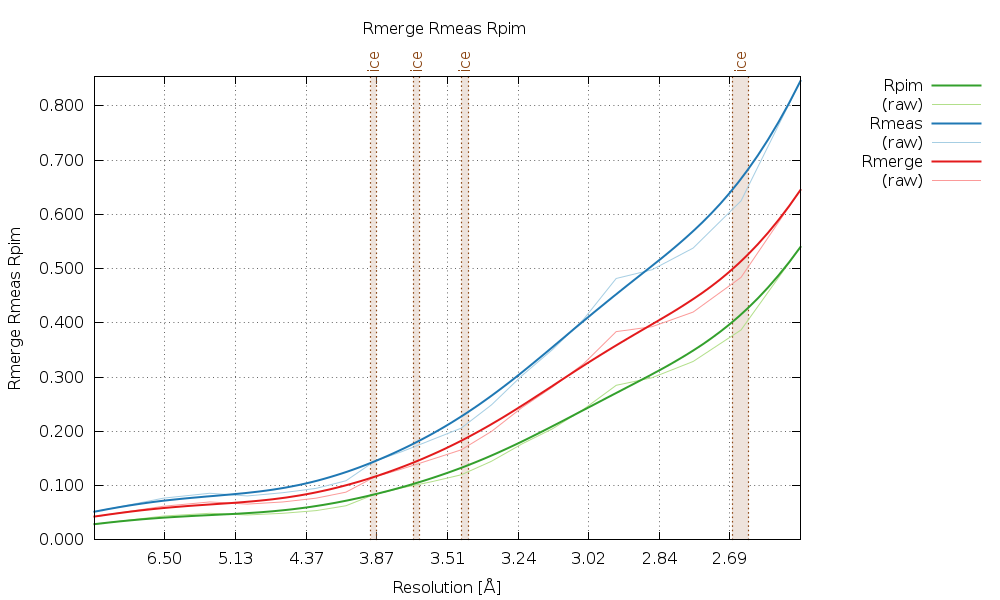 Rmerge Rmeas Rpim
ice ice ice ice
Rpim
(raw)
Rmeas
(raw)
Rmerge
(raw)
0.800
0.700
0.600
0.500
0.400
0.300
0.200
0.100
0.000
Rmerge Rmeas Rpim
6.50 5.13 4.37 3.87 3.51 3.24 3.02 2.84 2.69
Resolution [Å]